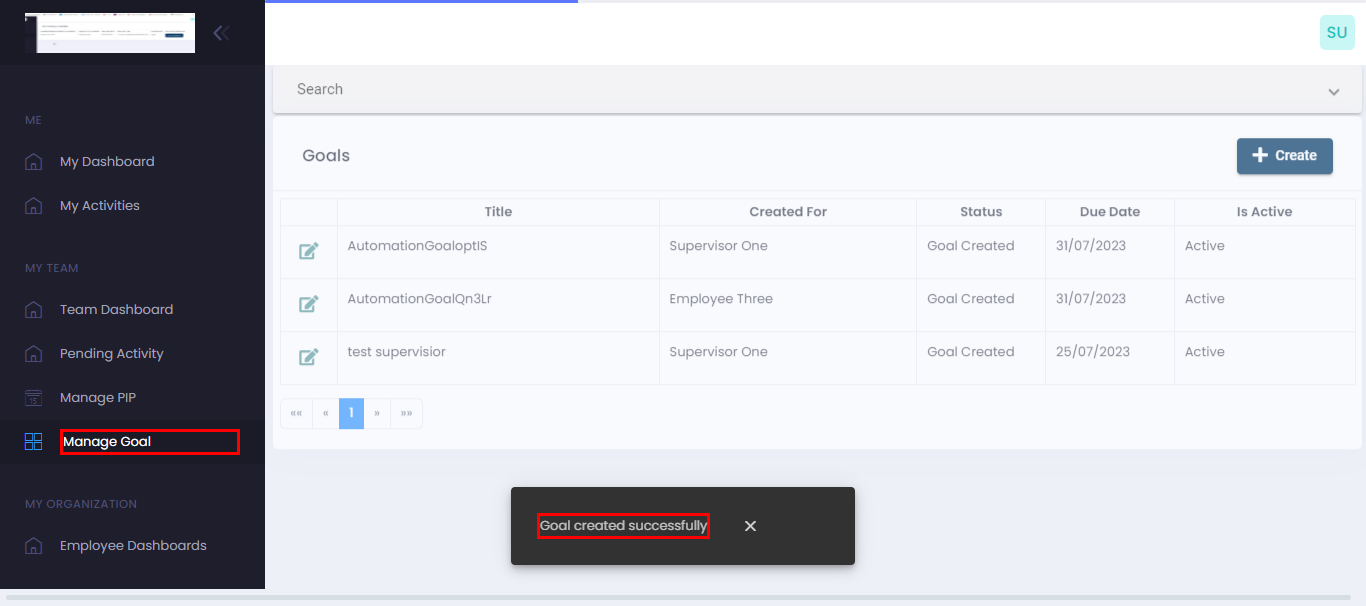 SU
ME
My Dashboard
My Activities
MY TEAM
Team Dashboard
Pending Activity
Manage PIP
15
Manage Goal
MY ORGANIZATION
Employee Dashboards
Search
Goals
Create
Title Created For Status Due Date Is Active
AutomationGoaloptIS Supervisor One Goal Created 31/07/2023 Active
AutomationGoalQn3Lr Employee Three Goal Created 31/07/2023 Active
test supervisior Supervisor One Goal Created 25/07/2023 Active
«« « 1 » »»
Goal created successfully